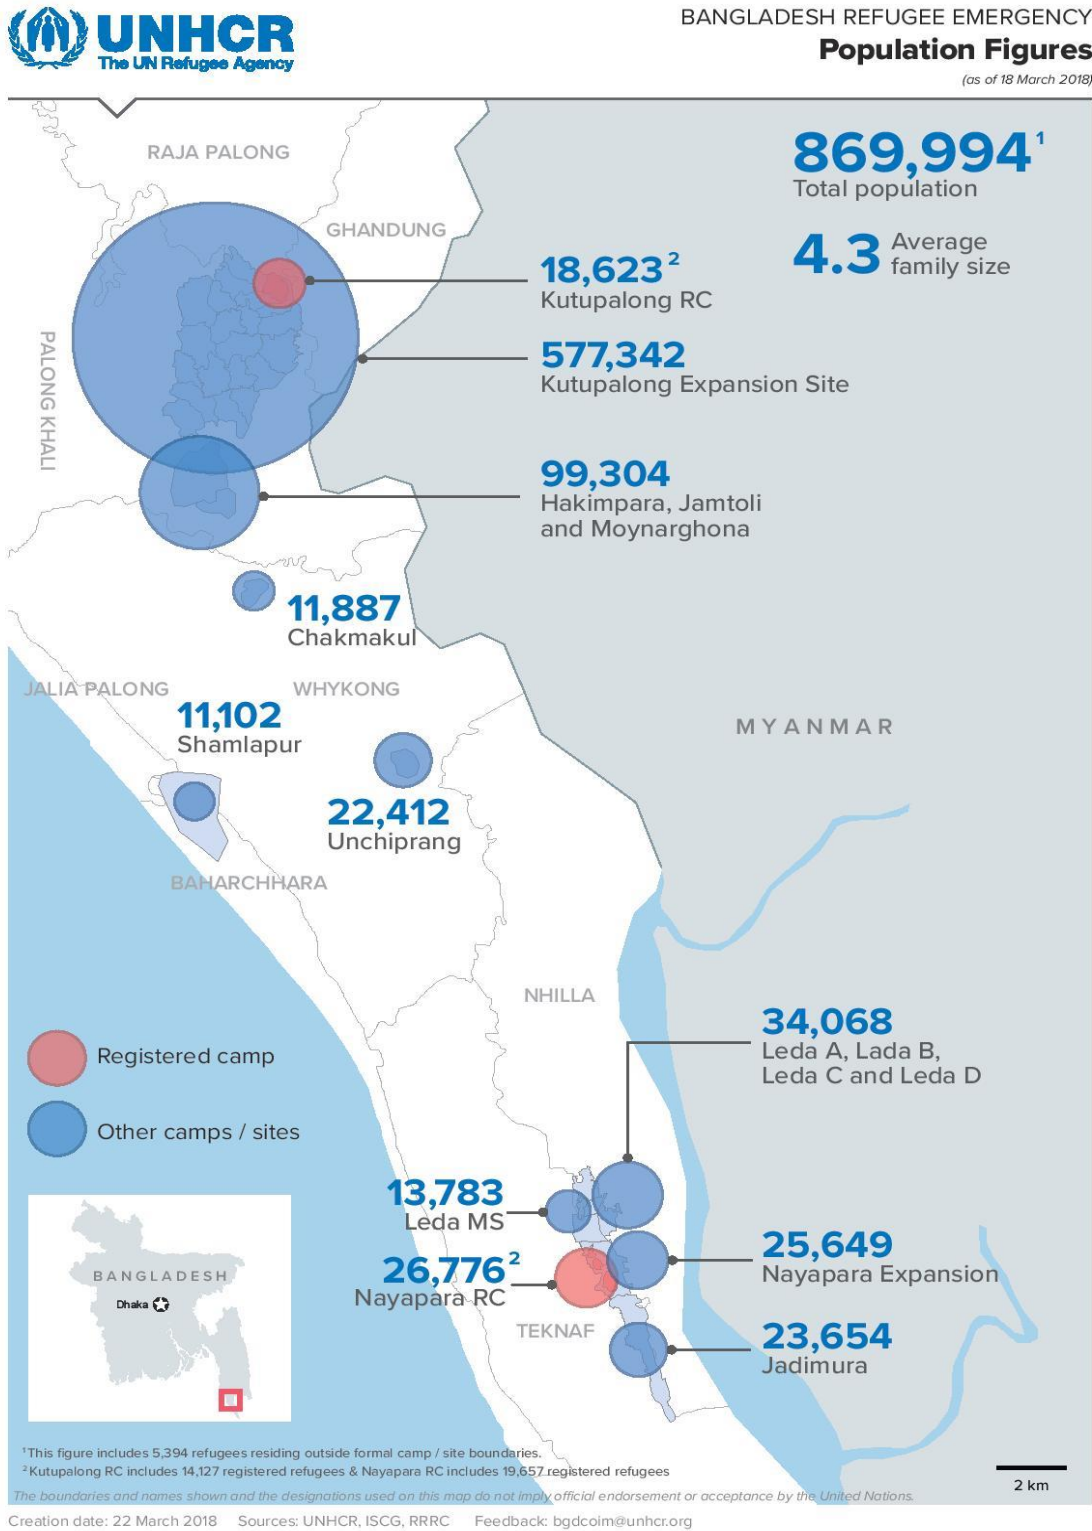 UNHCR
The UN Refugee Agency
BANGLADESH REFUGEE EMERGENCY
Population Figures
(as of 18 March 2018)
RAJA PALONG
869,994¹
Total population
GHANDUNG
4.3 Average
family size
18,623²
Kutupalong RC
PALONG KHALI
577,342
Kutupalong Expansion Site
99,304
Hakimpara, Jamtoli
and Moynarghona
11,887
Chakmakul
JALIA PALONG
WHYKONG
11,102
Shamlapur
MYANMAR
22,412
Unchiprang
BAHARCHHARA
NHILLA
34,068
Leda A, Lada B,
Leda C and Leda D
Registered camp
Other camps / sites
13,783
Leda MS
26,776²
Nayapara RC
25,649
Nayapara Expansion
TEKNAF
23,654
Jadimura
BANGLADESH
Dhaka
¹This figure includes 5,394 refugees residing outside formal camp / site boundaries.
²Kutupalong RC includes 14,127 registered refugees & Nayapara RC includes 19,657 registered refugees
2 km
The boundaries and names shown and the designations used on this map do not imply official endorsement or acceptance by the United Nations.
Creation date: 22 March 2018 Sources: UNHCR, ISCG, RRRC Feedback: bgdcoim@unhcr.org